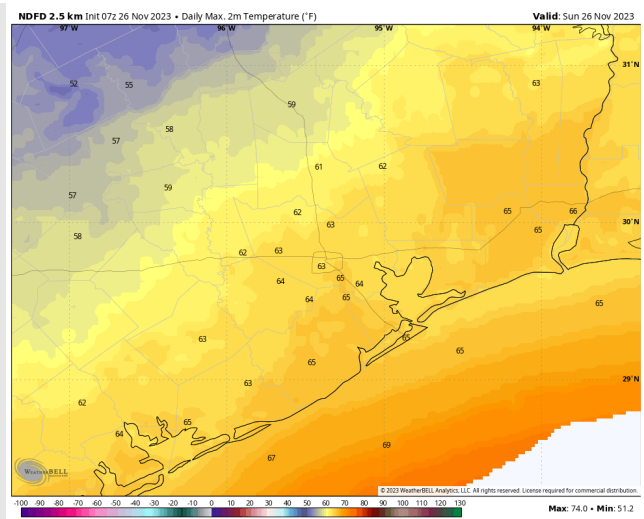 NDFD 2.5 km Init 07z 26 Nov 2023 • Daily Max. 2m Temperature (°F)
Valid: Sun 26 Nov 2023
97°W 96°W 95°W 94°W
31°N
52 55 63
59
58
57
61 62
59
57
62 65 66
63 30°N
58 65
62 63
63
65
64 64
64 65
65
63 65
65
65
29°N
63
62
65
64
69
67
WEATHERBELL
© 2023 WeatherBELL Analytics, LLC. All rights reserved. License required for commercial distribution.
-100 -90 -80 -70 -60 -50 -40 -30 -20 -10 0 10 20 30 40 50 60 70 80 90 100 110 120 130
Max: 74.0 • Min: 51.2